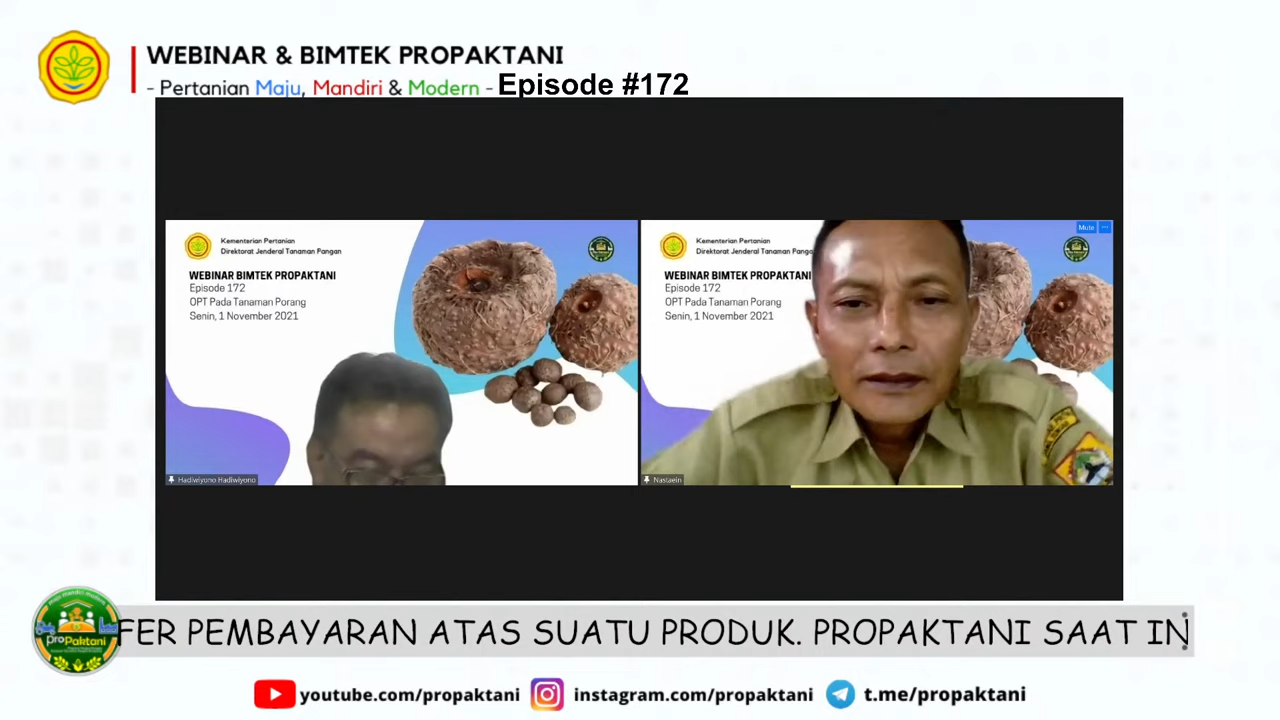 WEBINAR & BIMTEK PROPAKTANI
- Pertanian Maju, Mandiri & Modern - Episode #172
Kementerian Pertanian
Direktorat Jenderal Tanaman Pangan
WEBINAR BIMTEK PROPAKTANI
Episode 172
OPT Pada Tanaman Porang
Senin, 1 November 2021
Hadiwiyono Hadiwiyono
Mute
Kementerian Pertanian
Direktorat Jenderal Tanaman Pango
WEBINAR BIMTEK PROPAKTANI
Episode 172
OPT Pada Tanaman Porang
Senin, 1 November 2021
Nastaein
proPaktani
FER PEMBAYARAN ATAS SUATU PRODUK. PROPAKTANI SAAT IN
youtube.com/propaktani
instagram.com/propaktani
t.me/propaktani